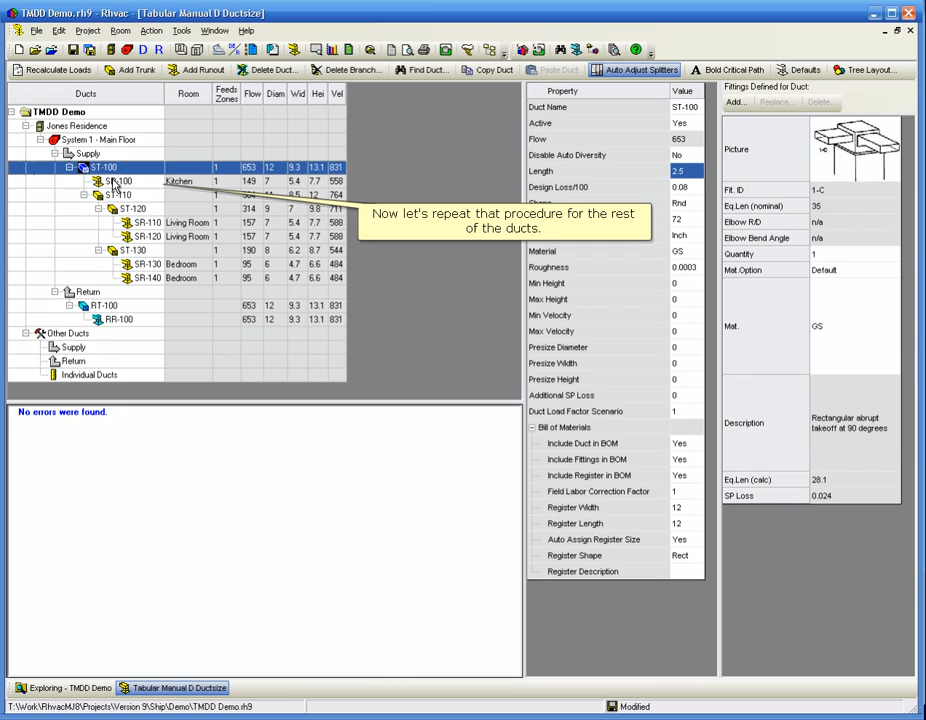 TMDD Demo.rh9 - Rhvac - [Tabular Manual D Ductsize]
File Edit Project Room Action Tools Window Help
Recalculate Loads Add Trunk Add Runout Delete Duct... Delete Branch... Find Duct... Copy Duct Paste Duct Auto Adjust Splitters Bold Critical Path Defaults Tree Layout...
Ducts Room Feeds Zones Flow Diam Wid Hei Vel
TMDD Demo
Jones Residence
System 1 - Main Floor
Supply
ST-100 1 653 12 9.3 13.1 831
SR-100 Kitchen 1 149 7 5.4 7.7 558
ST-110 1 12 764
ST-120 1 314 9 7 9.8 711
SR-110 Living Room 1 157 7 5.4 7.7 588
SR-120 Living Room 1 157 7 5.4 7.7 588
ST-130 1 190 8 6.2 8.7 544
SR-130 Bedroom 1 95 6 4.7 6.6 484
SR-140 Bedroom 1 95 6 4.7 6.6 484
Return
RT-100 653 12 9.3 13.1 831
RR-100 653 12 9.3 13.1 831
Other Ducts
Supply
Return
Individual Ducts
Now let's repeat that procedure for the rest
of the ducts.
No errors were found.
Property Value
Duct Name ST-100
Active Yes
Flow 653
Disable Auto Diversity No
Length 2.5
Design Loss/100 0.08
Rnd
72
Inch
Material GS
Roughness 0.0003
Min Height 0
Max Height 0
Min Velocity 0
Max Velocity 0
Presize Diameter 0
Presize Width 0
Presize Height 0
Additional SP Loss 0
Duct Load Factor Scenario 1
Bill of Materials
Include Duct in BOM Yes
Include Fittings in BOM Yes
Include Register in BOM Yes
Field Labor Correction Factor 1
Register Width 12
Register Length 12
Auto Assign Register Size Yes
Register Shape Rect
Register Description
Fittings Defined for Duct:
Add... Replace... Delete...
Picture 1-C
Fit. ID 1-C
Eq.Len (nominal) 35
Elbow R/D n/a
Elbow Bend Angle n/a
Quantity 1
Mat.Option Default
Mat. GS
Description Rectangular abrupt
takeoff at 90 degrees
Eq.Len (calc) 28.1
SP Loss 0.024
Exploring - TMDD Demo Tabular Manual D Ductsize
T:\Work\RhvacMJ8\Projects\Version 9\Ship\Demo\TMDD Demo.rh9 Modified